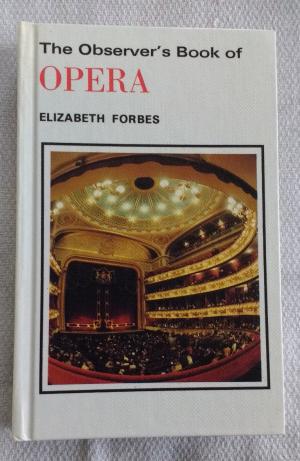 The Observer's Book of
OPERA
ELIZABETH FORBES